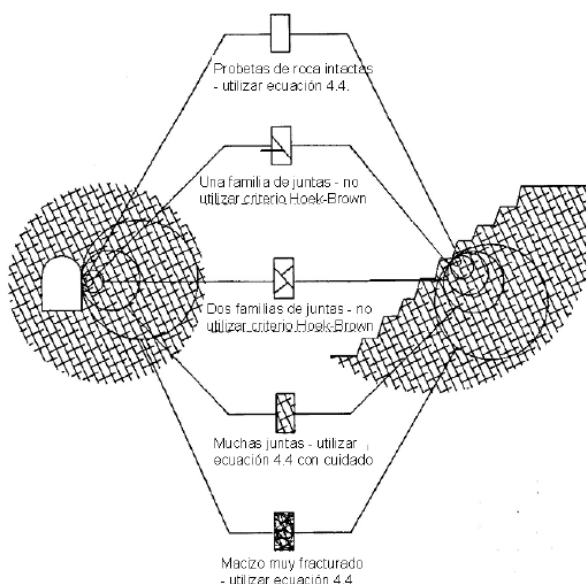 Probetas de roca intactas
- utilizar ecuación 4.4.
Una familia de juntas - no
utilizar criterio Hoek-Brown
Dos familias de juntas - no
utilizar criterio Hoek-Brown
Muchas juntas - utilizar
ecuación 4.4 con cuidado
Macizo muy fracturado
- utilizar ecuación 4.4